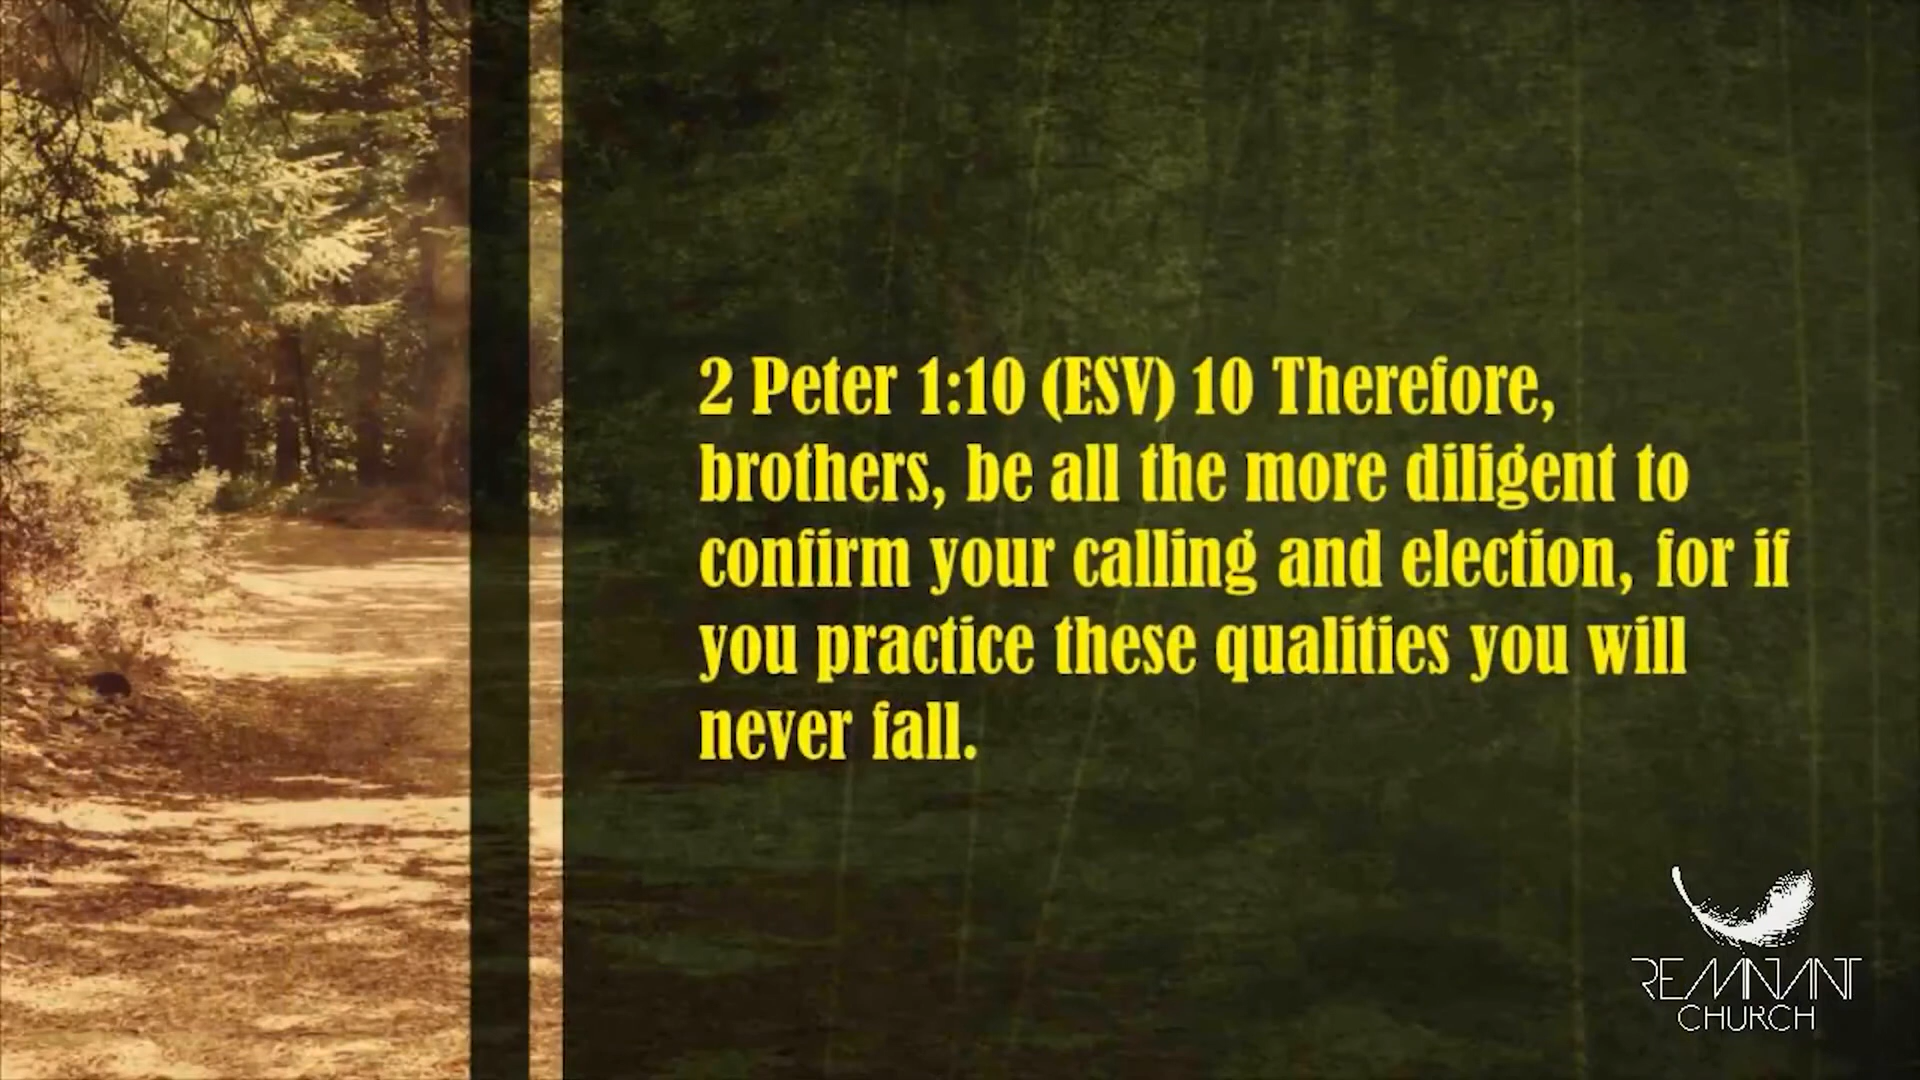 2 Peter 1:10 (ESV) 10 Therefore,
brothers, be all the more diligent to
confirm your calling and election, for if
you practice these qualities you will
never fall.
REMNANT
CHURCH